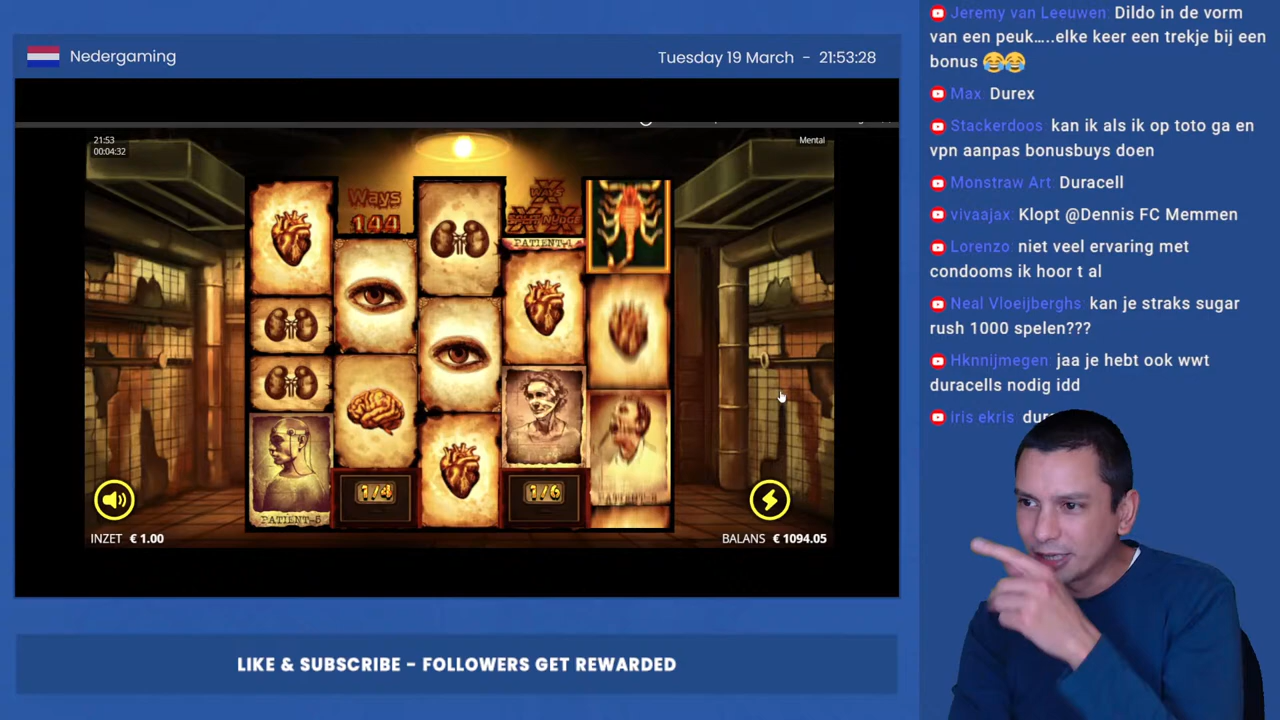 Nedergaming
Tuesday 19 March - 21:53:28
21:53
00:04:32
Mental
Ways
144
WAYS
SPLIT NUDGE
PATIENT-1
1/4
1/6
PATIENT-5
INZET € 1.00
BALANS € 1094.05
LIKE & SUBSCRIBE - FOLLOWERS GET REWARDED
Jeremy van Leeuwen: Dildo in de vorm
van een peuk.....elke keer een trekje bij een
bonus 😂😂
Max: Durex
Stackerdoos: kan ik als ik op toto ga en
vpn aanpas bonusbuys doen
Monstraw Art: Duracell
vivaajax: Klopt @Dennis FC Memmen
Lorenzo: niet veel ervaring met
condooms ik hoor t al
Neal Vloeijberghs: kan je straks sugar
rush 1000 spelen???
Hknnijmegen: jaa je hebt ook wwt
duracells nodig idd
iris ekris: